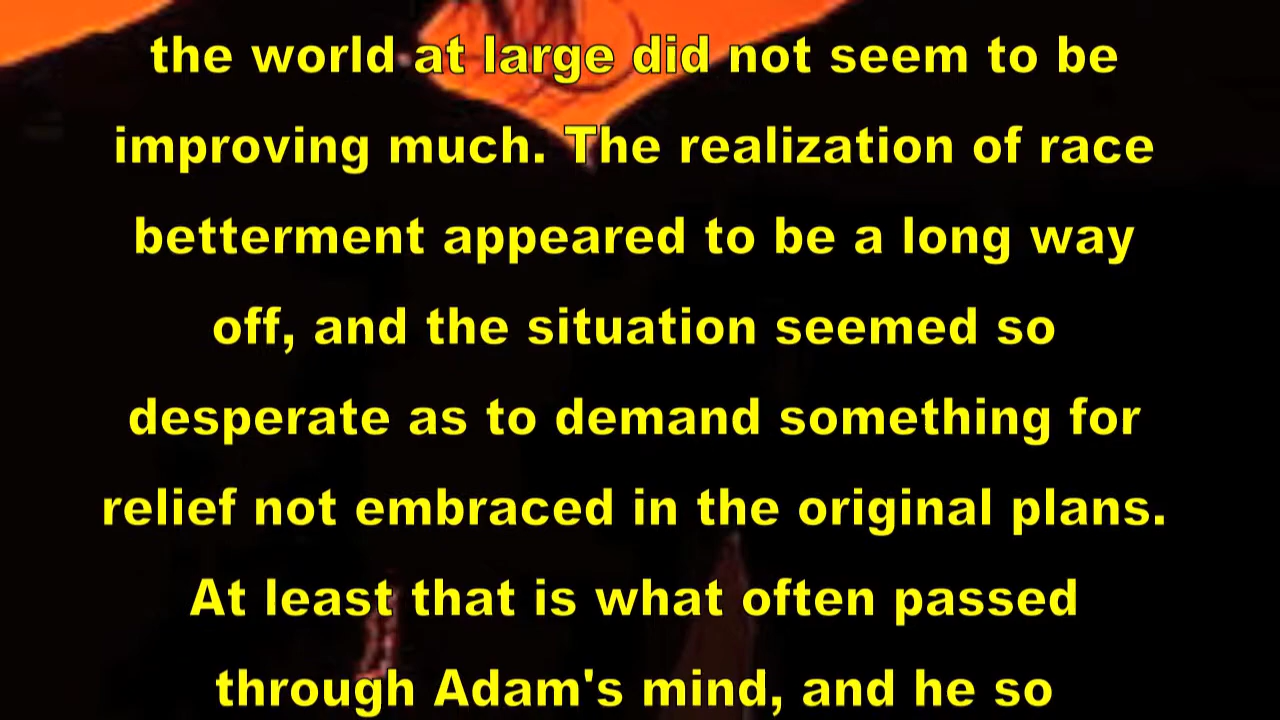 the world at large did not seem to be
improving much. The realization of race
betterment appeared to be a long way
off, and the situation seemed so
desperate as to demand something for
relief not embraced in the original plans.
At least that is what often passed
through Adam's mind, and he so